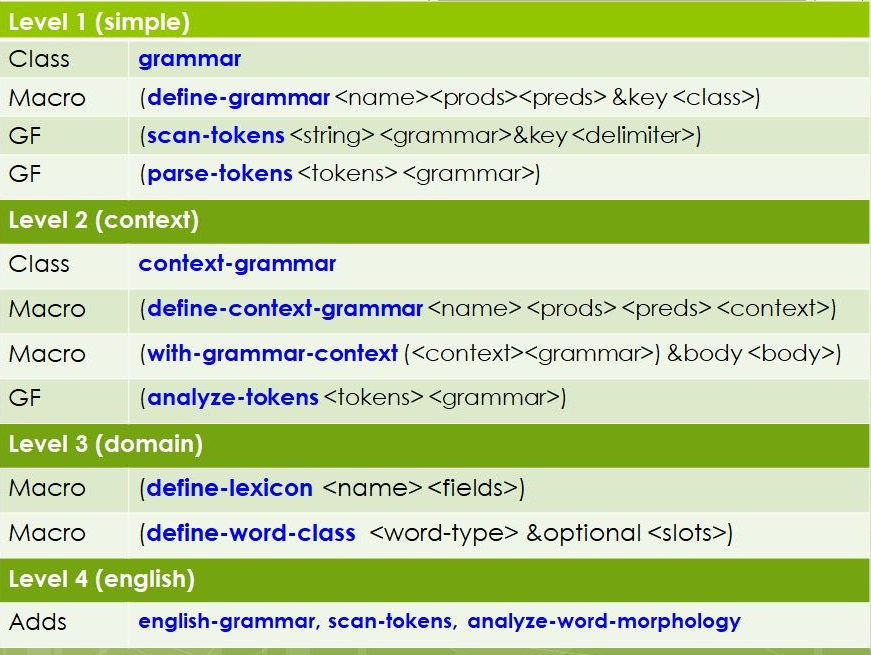 Level 1 (simple)
Class grammar
Macro (define-grammar <name><prods><preds> &key <class>)
GF (scan-tokens <string> <grammar>&key <delimiter>)
GF (parse-tokens <tokens> <grammar>)
Level 2 (context)
Class context-grammar
Macro (define-context-grammar <name> <prods> <preds> <context>)
Macro (with-grammar-context (<context><grammar>) &body <body>)
GF (analyze-tokens <tokens> <grammar>)
Level 3 (domain)
Macro (define-lexicon <name> <fields>)
Macro (define-word-class <word-type> &optional <slots>)
Level 4 (english)
Adds english-grammar, scan-tokens, analyze-word-morphology